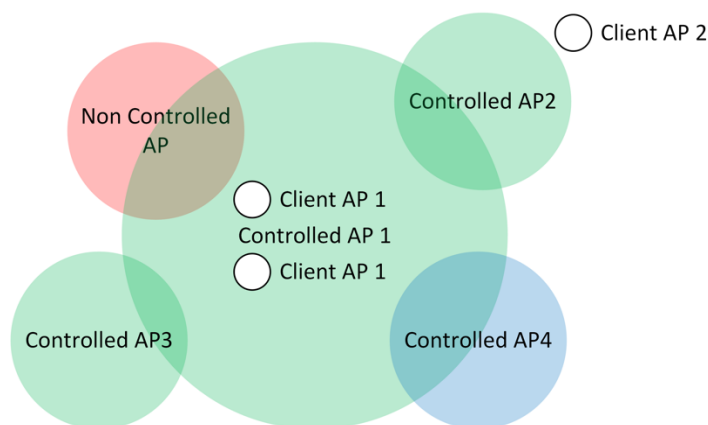 Client AP 2
Controlled AP2
Non Controlled
AP
Client AP 1
Controlled AP 1
Client AP 1
Controlled AP3
Controlled AP4